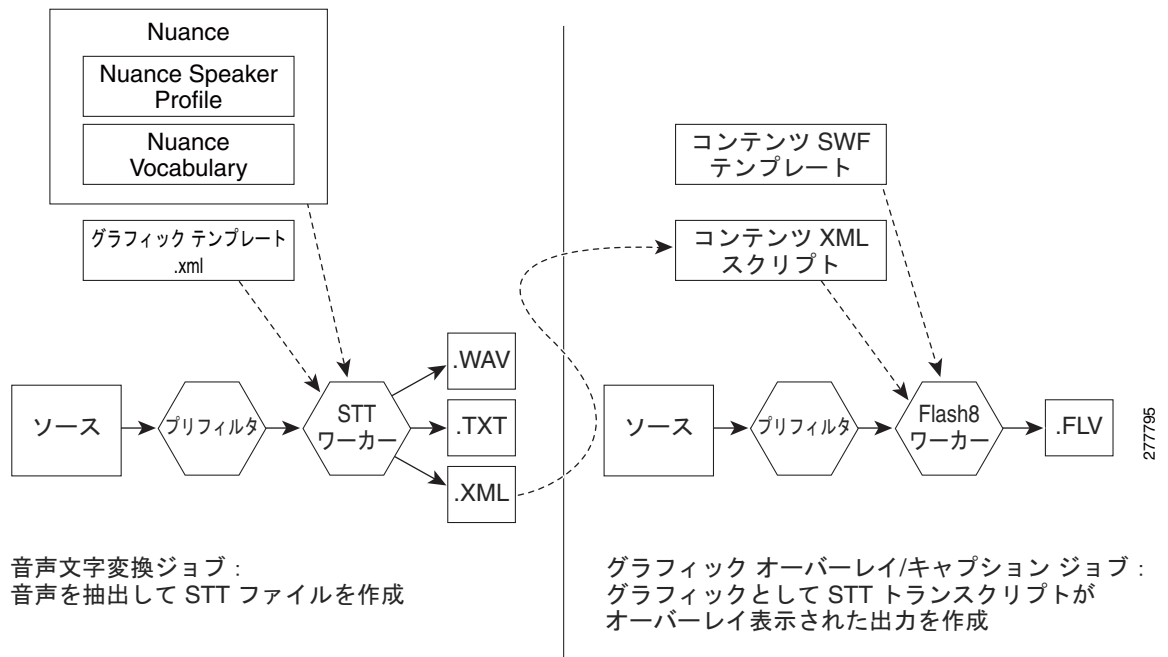 Nuance
Nuance Speaker
Profile
Nuance
Vocabulary
グラフィック テンプレート
.xml
ソース
プリフィルタ
STT
ワーカー
.WAV
.TXT
.XML
音声文字変換ジョブ：
音声を抽出して STT ファイルを作成
コンテンツ SWF
テンプレート
コンテンツ XML
スクリプト
ソース
プリフィルタ
Flash8
ワーカー
.FLV
277795
グラフィック オーバーレイ/キャプション ジョブ：
グラフィックとして STT トランスクリプトが
オーバーレイ表示された出力を作成